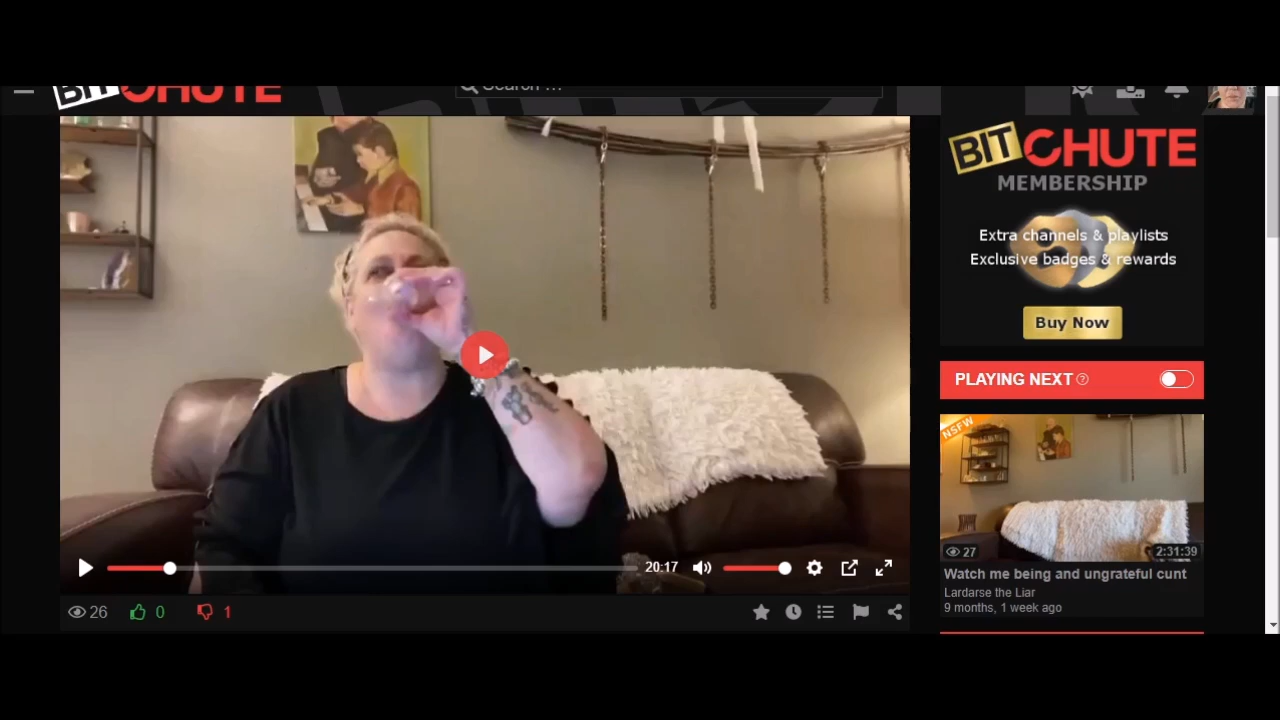 BITCHUTE
Search ...
BITCHUTE
MEMBERSHIP
Extra channels & playlists
Exclusive badges & rewards
Buy Now
PLAYING NEXT
NSFW
27
2:31:39
Watch me being and ungrateful cunt
Lardarse the Liar
9 months, 1 week ago
20:17
26
0
1